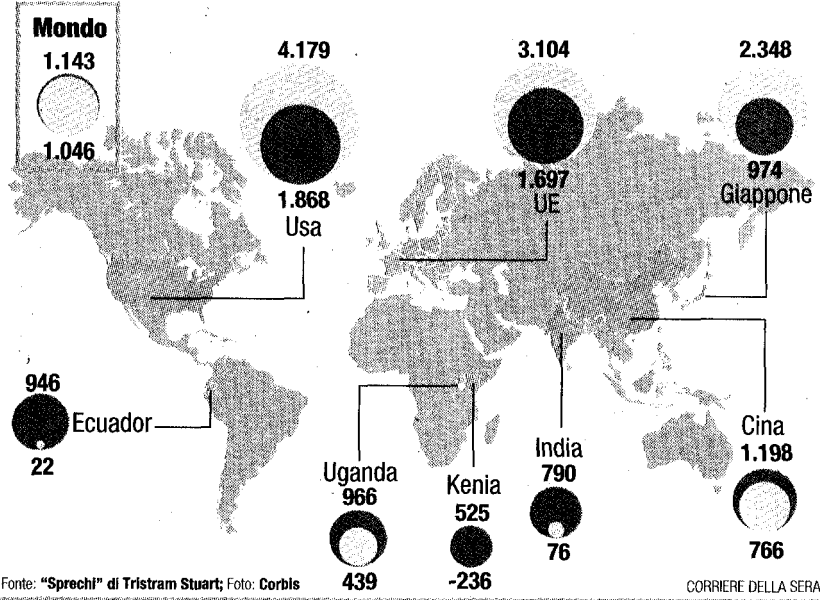 Mondo
1.143
1.046
4.179
1.868
Usa
3.104
1.697
UE
2.348
974
Giappone
946
Ecuador
22
Uganda
966
439
Kenia
525
-236
India
790
76
Cina
1.198
766
Fonte: "Sprechi" di Tristram Stuart; Foto: Corbis
CORRIERE DELLA SERA